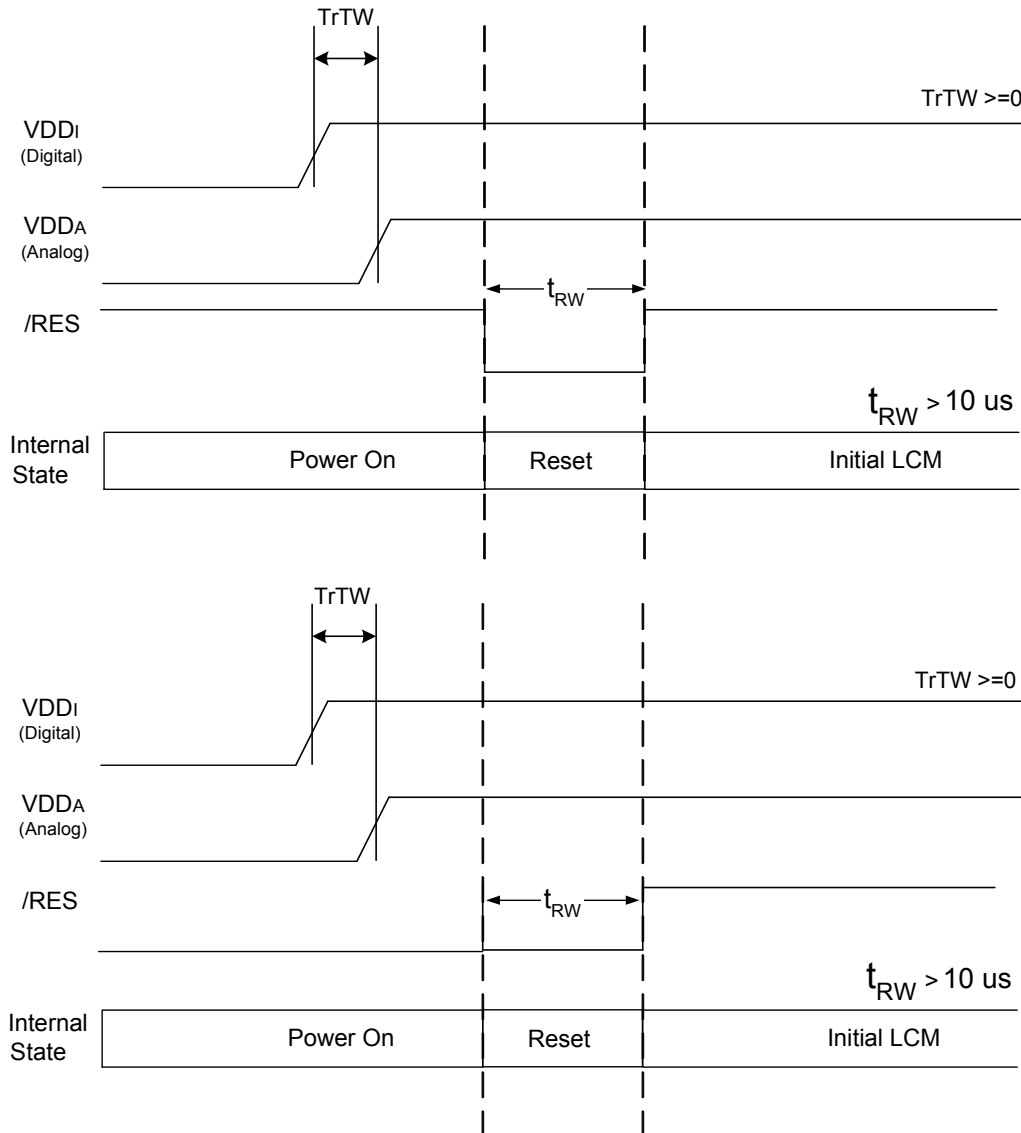 TrTW
TrTW >=0
VDDI
(Digital)
VDDA
(Analog)
tRW
/RES
tRW > 10 us
Internal
State
Power On
Reset
Initial LCM
TrTW
TrTW >=0
VDDI
(Digital)
VDDA
(Analog)
/RES
tRW
tRW > 10 us
Internal
State
Power On
Reset
Initial LCM